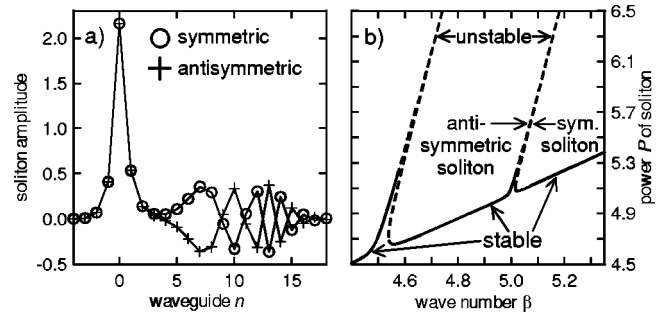 a)
symmetric
antisymmetric
soliton amplitude
2.0
1.5
1.0
0.5
0.0
-0.5
0
5
10
15
waveguide n
b)
unstable
anti-
symmetric
soliton
sym.
soliton
stable
6.5
6.1
5.7
5.3
4.9
4.5
power P of soliton
4.6
4.8
5.0
5.2
wave number β